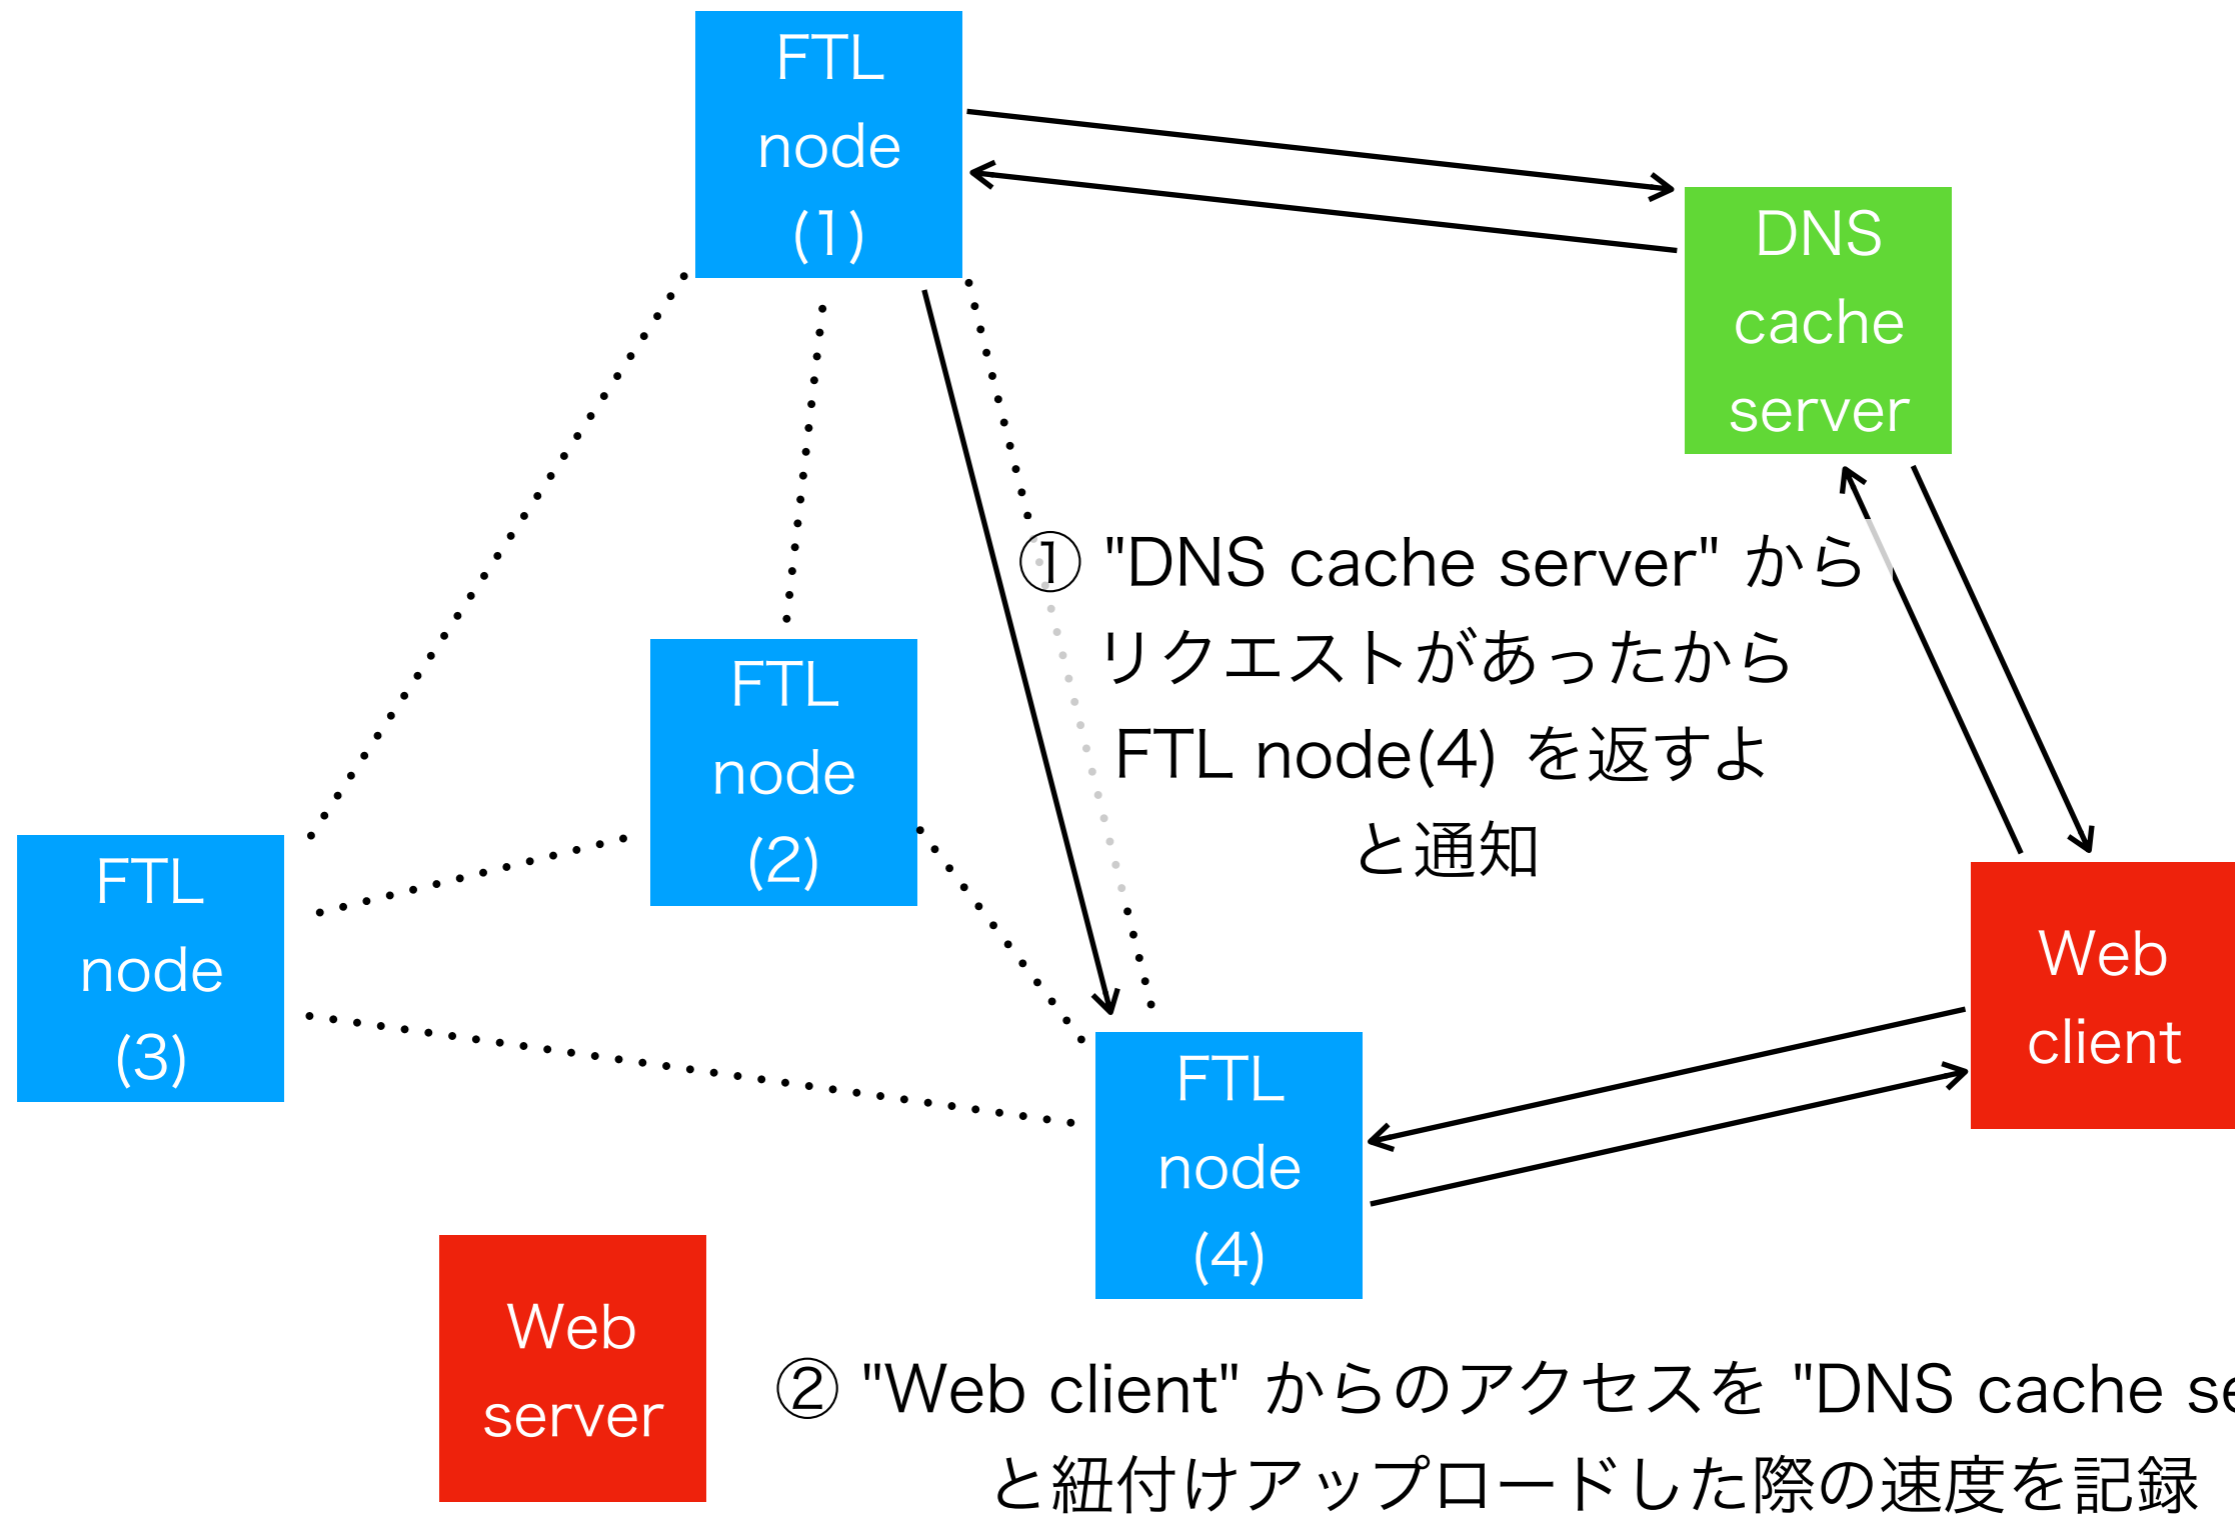 FTL
node
(1)
DNS
cache
server
① "DNS cache server" から
リクエストがあったから
FTL node(4) を返すよ
と通知
FTL
node
(2)
FTL
node
(3)
Web
client
FTL
node
(4)
Web
server
② "Web client" からのアクセスを "DNS cache se
と紐付けアップロードした際の速度を記録